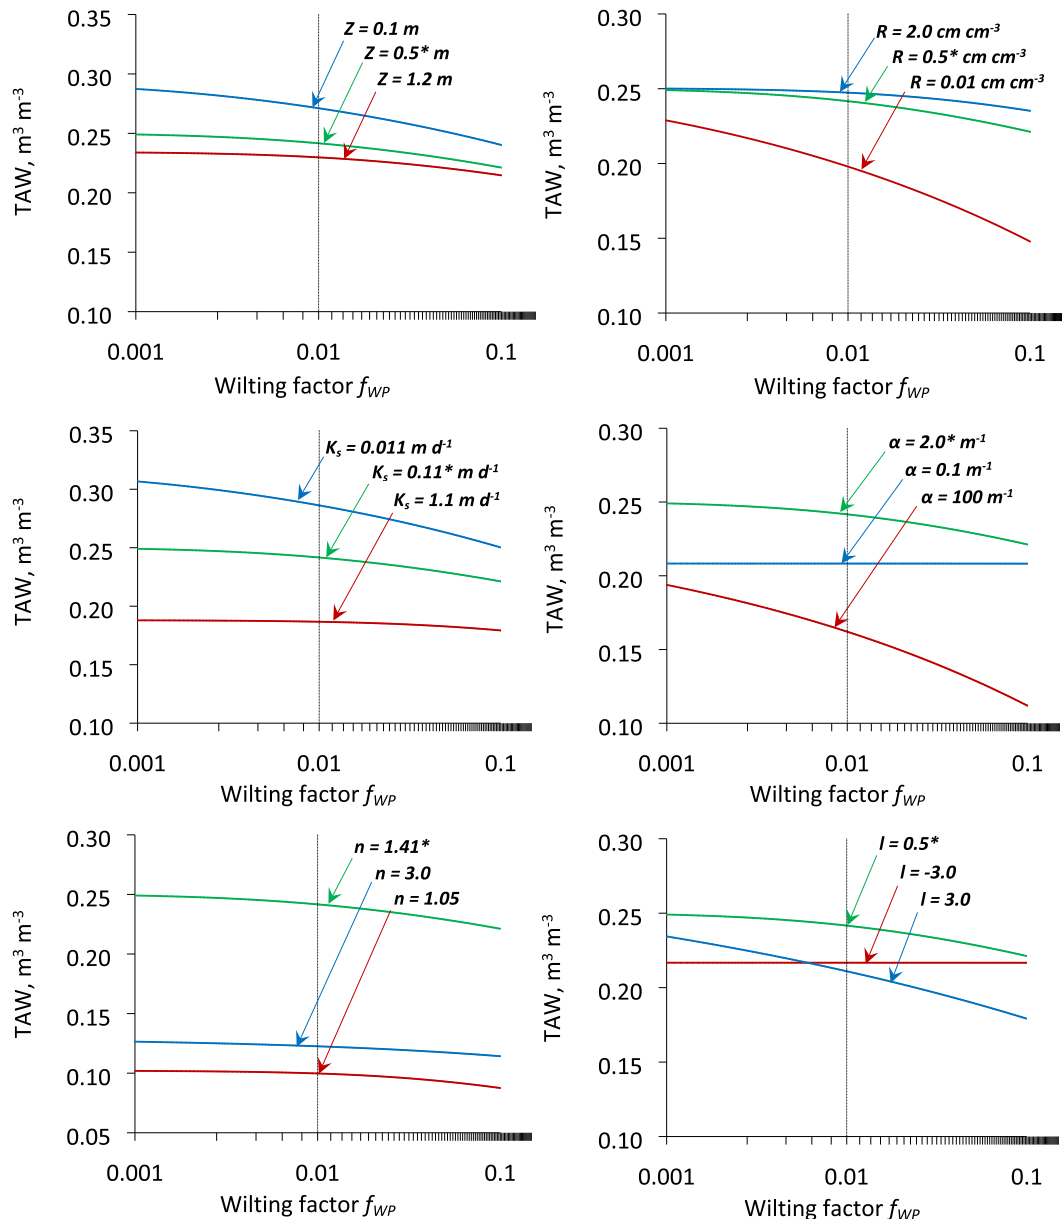 0.35
0.30
0.25
0.20
0.15
0.10
TAW, m³ m⁻³
Z = 0.1 m
Z = 0.5* m
Z = 1.2 m
0.001 0.01 0.1
Wilting factor f_WP
0.30
0.25
0.20
0.15
0.10
TAW, m³ m⁻³
R = 2.0 cm cm⁻³
R = 0.5* cm cm⁻³
R = 0.01 cm cm⁻³
0.001 0.01 0.1
Wilting factor f_WP
0.35
0.30
0.25
0.20
0.15
0.10
TAW, m³ m⁻³
Kₛ = 0.011 m d⁻¹
Kₛ = 0.11* m d⁻¹
Kₛ = 1.1 m d⁻¹
0.001 0.01 0.1
Wilting factor f_WP
0.30
0.25
0.20
0.15
0.10
TAW, m³ m⁻³
α = 2.0* m⁻¹
α = 0.1 m⁻¹
α = 100 m⁻¹
0.001 0.01 0.1
Wilting factor f_WP
0.30
0.25
0.20
0.15
0.10
0.05
TAW, m³ m⁻³
n = 1.41*
n = 3.0
n = 1.05
0.001 0.01 0.1
Wilting factor f_WP
0.30
0.25
0.20
0.15
0.10
TAW, m³ m⁻³
l = 0.5*
l = -3.0
l = 3.0
0.001 0.01 0.1
Wilting factor f_WP